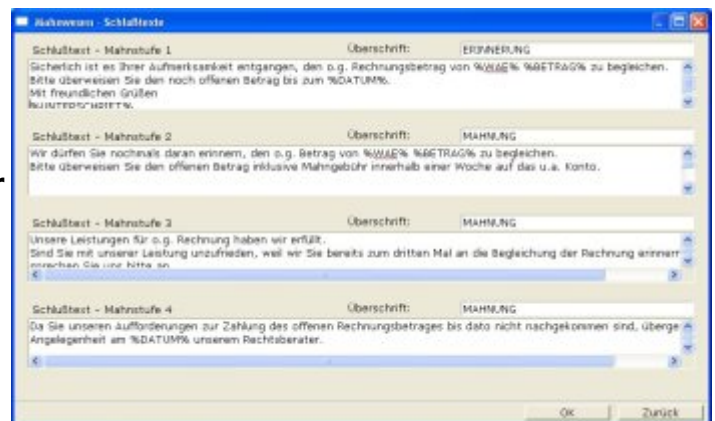 Mahnwesen - Schlußtexte
Schlußtext - Mahnstufe 1 Überschrift: ERINNERUNG
Sicherlich ist es Ihrer Aufmerksamkeit entgangen, den o.g. Rechnungsbetrag von %WAE% %BETRAG% zu begleichen.
Bitte überweisen Sie den noch offenen Betrag bis zum %DATUM%.
Mit freundlichen Grüßen
Schlußtext - Mahnstufe 2 Überschrift: MAHNUNG
Wir dürfen Sie nochmals daran erinnern, den o.g. Betrag von %WAE% %BETRAG% zu begleichen.
Bitte überweisen Sie den offenen Betrag inklusive Mahngebühr innerhalb einer Woche auf das u.a. Konto.
Schlußtext - Mahnstufe 3 Überschrift: MAHNUNG
Unsere Leistungen für o.g. Rechnung haben wir erfüllt.
Sind Sie mit unserer Leistung unzufrieden, weil wir Sie bereits zum dritten Mal an die Begleichung der Rechnung erinnern
sprechen Sie uns bitte an
Schlußtext - Mahnstufe 4 Überschrift: MAHNUNG
Da Sie unseren Aufforderungen zur Zahlung des offenen Rechnungsbetrages bis dato nicht nachgekommen sind, überge
Angelegenheit am %DATUM% unserem Rechtsberater.
OK Zurück